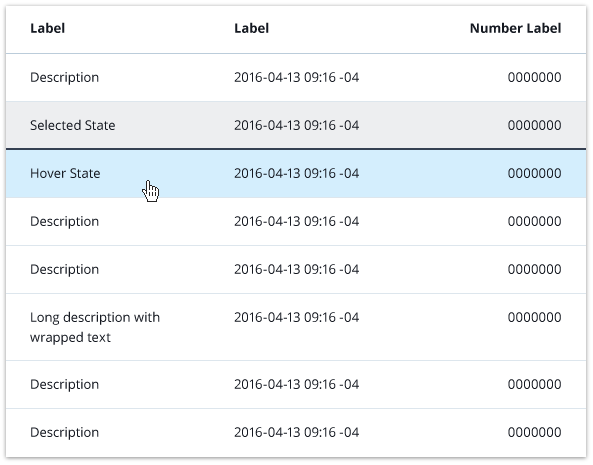 Label Label Number Label
Description 2016-04-13 09:16 -04 0000000
Selected State 2016-04-13 09:16 -04 0000000
Hover State 2016-04-13 09:16 -04 0000000
Description 2016-04-13 09:16 -04 0000000
Description 2016-04-13 09:16 -04 0000000
Long description with 2016-04-13 09:16 -04 0000000
wrapped text
Description 2016-04-13 09:16 -04 0000000
Description 2016-04-13 09:16 -04 0000000